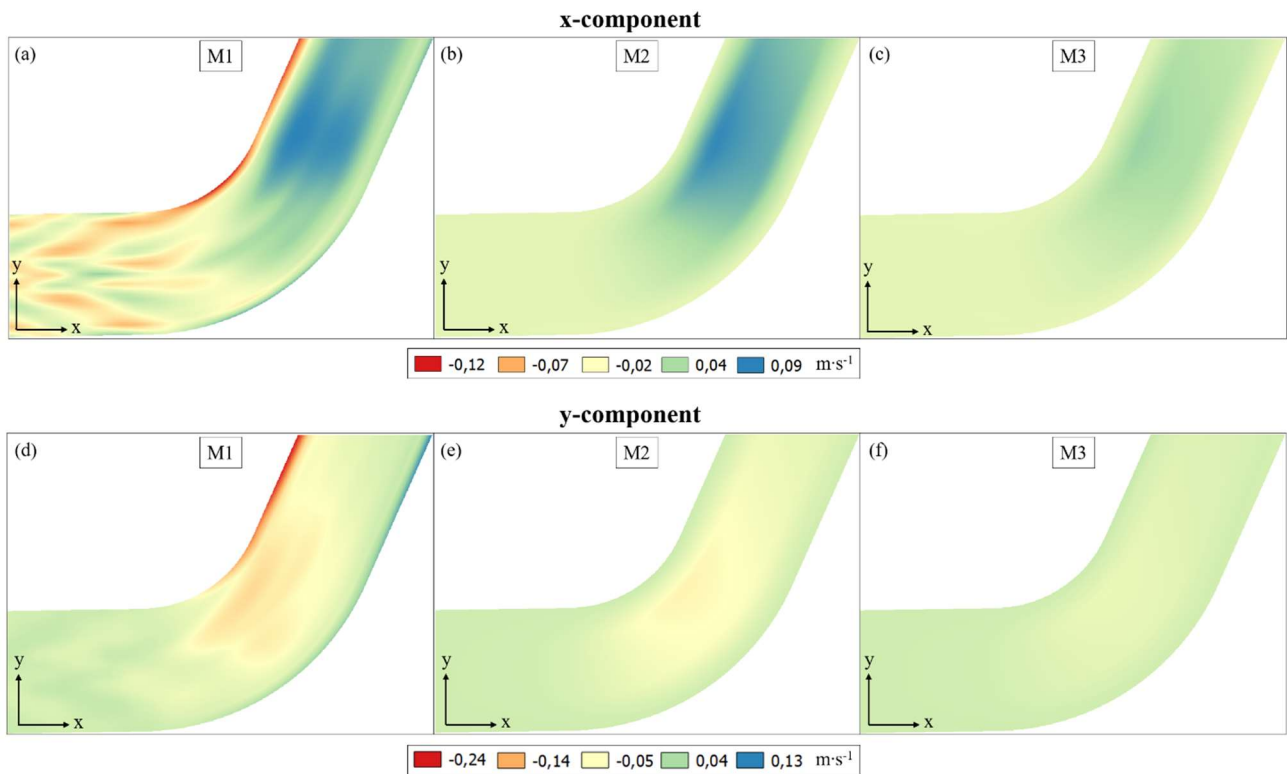 x-component
(a) M1 (b) M2 (c) M3
y x y x y x
-0,12 -0,07 -0,02 0,04 0,09 m·s⁻¹
y-component
(d) M1 (e) M2 (f) M3
y x y x y x
-0,24 -0,14 -0,05 0,04 0,13 m·s⁻¹